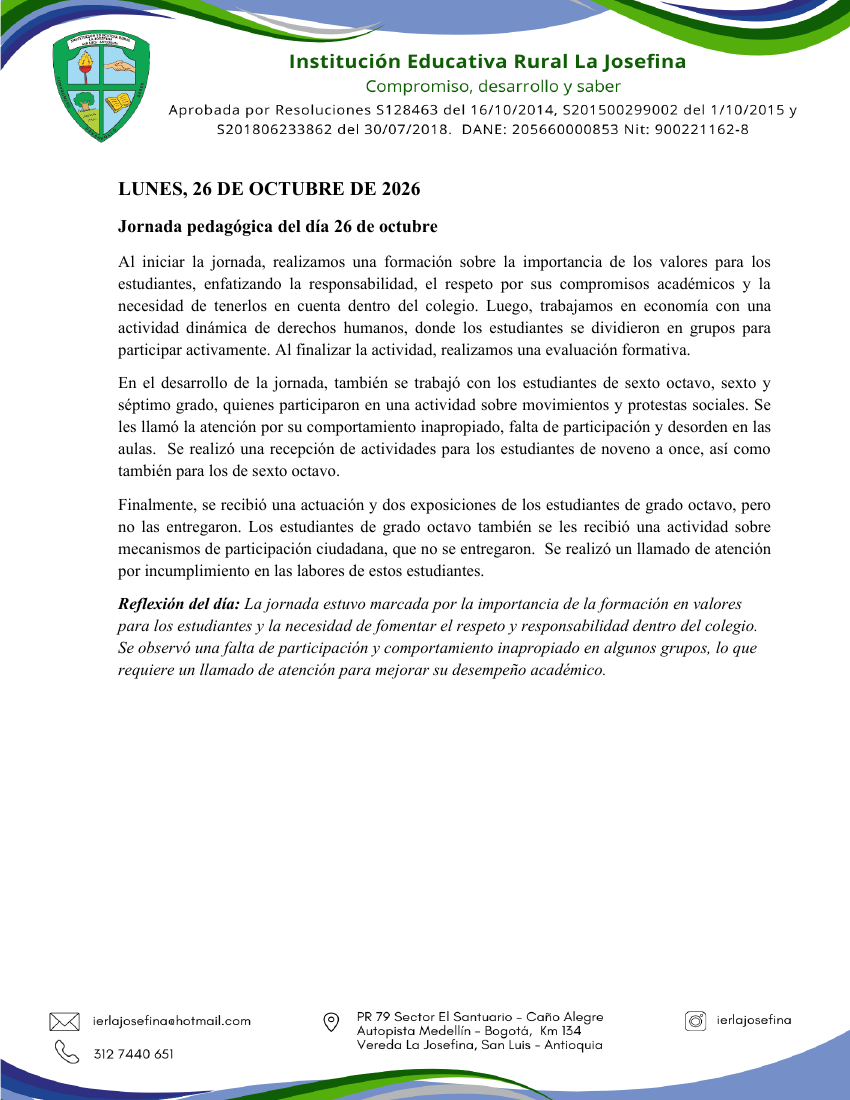 Institución Educativa Rural La Josefina
Compromiso, desarrollo y saber
Aprobada por Resoluciones S128463 del 16/10/2014, S201500299002 del 1/10/2015 y
S201806233862 del 30/07/2018.  DANE: 205660000853 Nit: 900221162-8
LUNES, 26 DE OCTUBRE DE 2026
Jornada pedagógica del día 26 de octubre
Al iniciar la jornada, realizamos una formación sobre la importancia de los valores para los
estudiantes, enfatizando la responsabilidad, el respeto por sus compromisos académicos y la
necesidad de tenerlos en cuenta dentro del colegio. Luego, trabajamos en economía con una
actividad dinámica de derechos humanos, donde los estudiantes se dividieron en grupos para
participar activamente. Al finalizar la actividad, realizamos una evaluación formativa.
En el desarrollo de la jornada, también se trabajó con los estudiantes de sexto octavo, sexto y
séptimo grado, quienes participaron en una actividad sobre movimientos y protestas sociales. Se
les llamó la atención por su comportamiento inapropiado, falta de participación y desorden en las
aulas.  Se realizó una recepción de actividades para los estudiantes de noveno a once, así como
también para los de sexto octavo.
Finalmente, se recibió una actuación y dos exposiciones de los estudiantes de grado octavo, pero
no las entregaron. Los estudiantes de grado octavo también se les recibió una actividad sobre
mecanismos de participación ciudadana, que no se entregaron.  Se realizó un llamado de atención
por incumplimiento en las labores de estos estudiantes.
Reflexión del día: La jornada estuvo marcada por la importancia de la formación en valores
para los estudiantes y la necesidad de fomentar el respeto y responsabilidad dentro del colegio.
Se observó una falta de participación y comportamiento inapropiado en algunos grupos, lo que
requiere un llamado de atención para mejorar su desempeño académico.
ierlajosefina@hotmail.com
312 7440 651
PR 79 Sector El Santuario - Caño Alegre
Autopista Medellín - Bogotá,  Km 134
Vereda La Josefina, San Luis - Antioquia
ierlajosefina